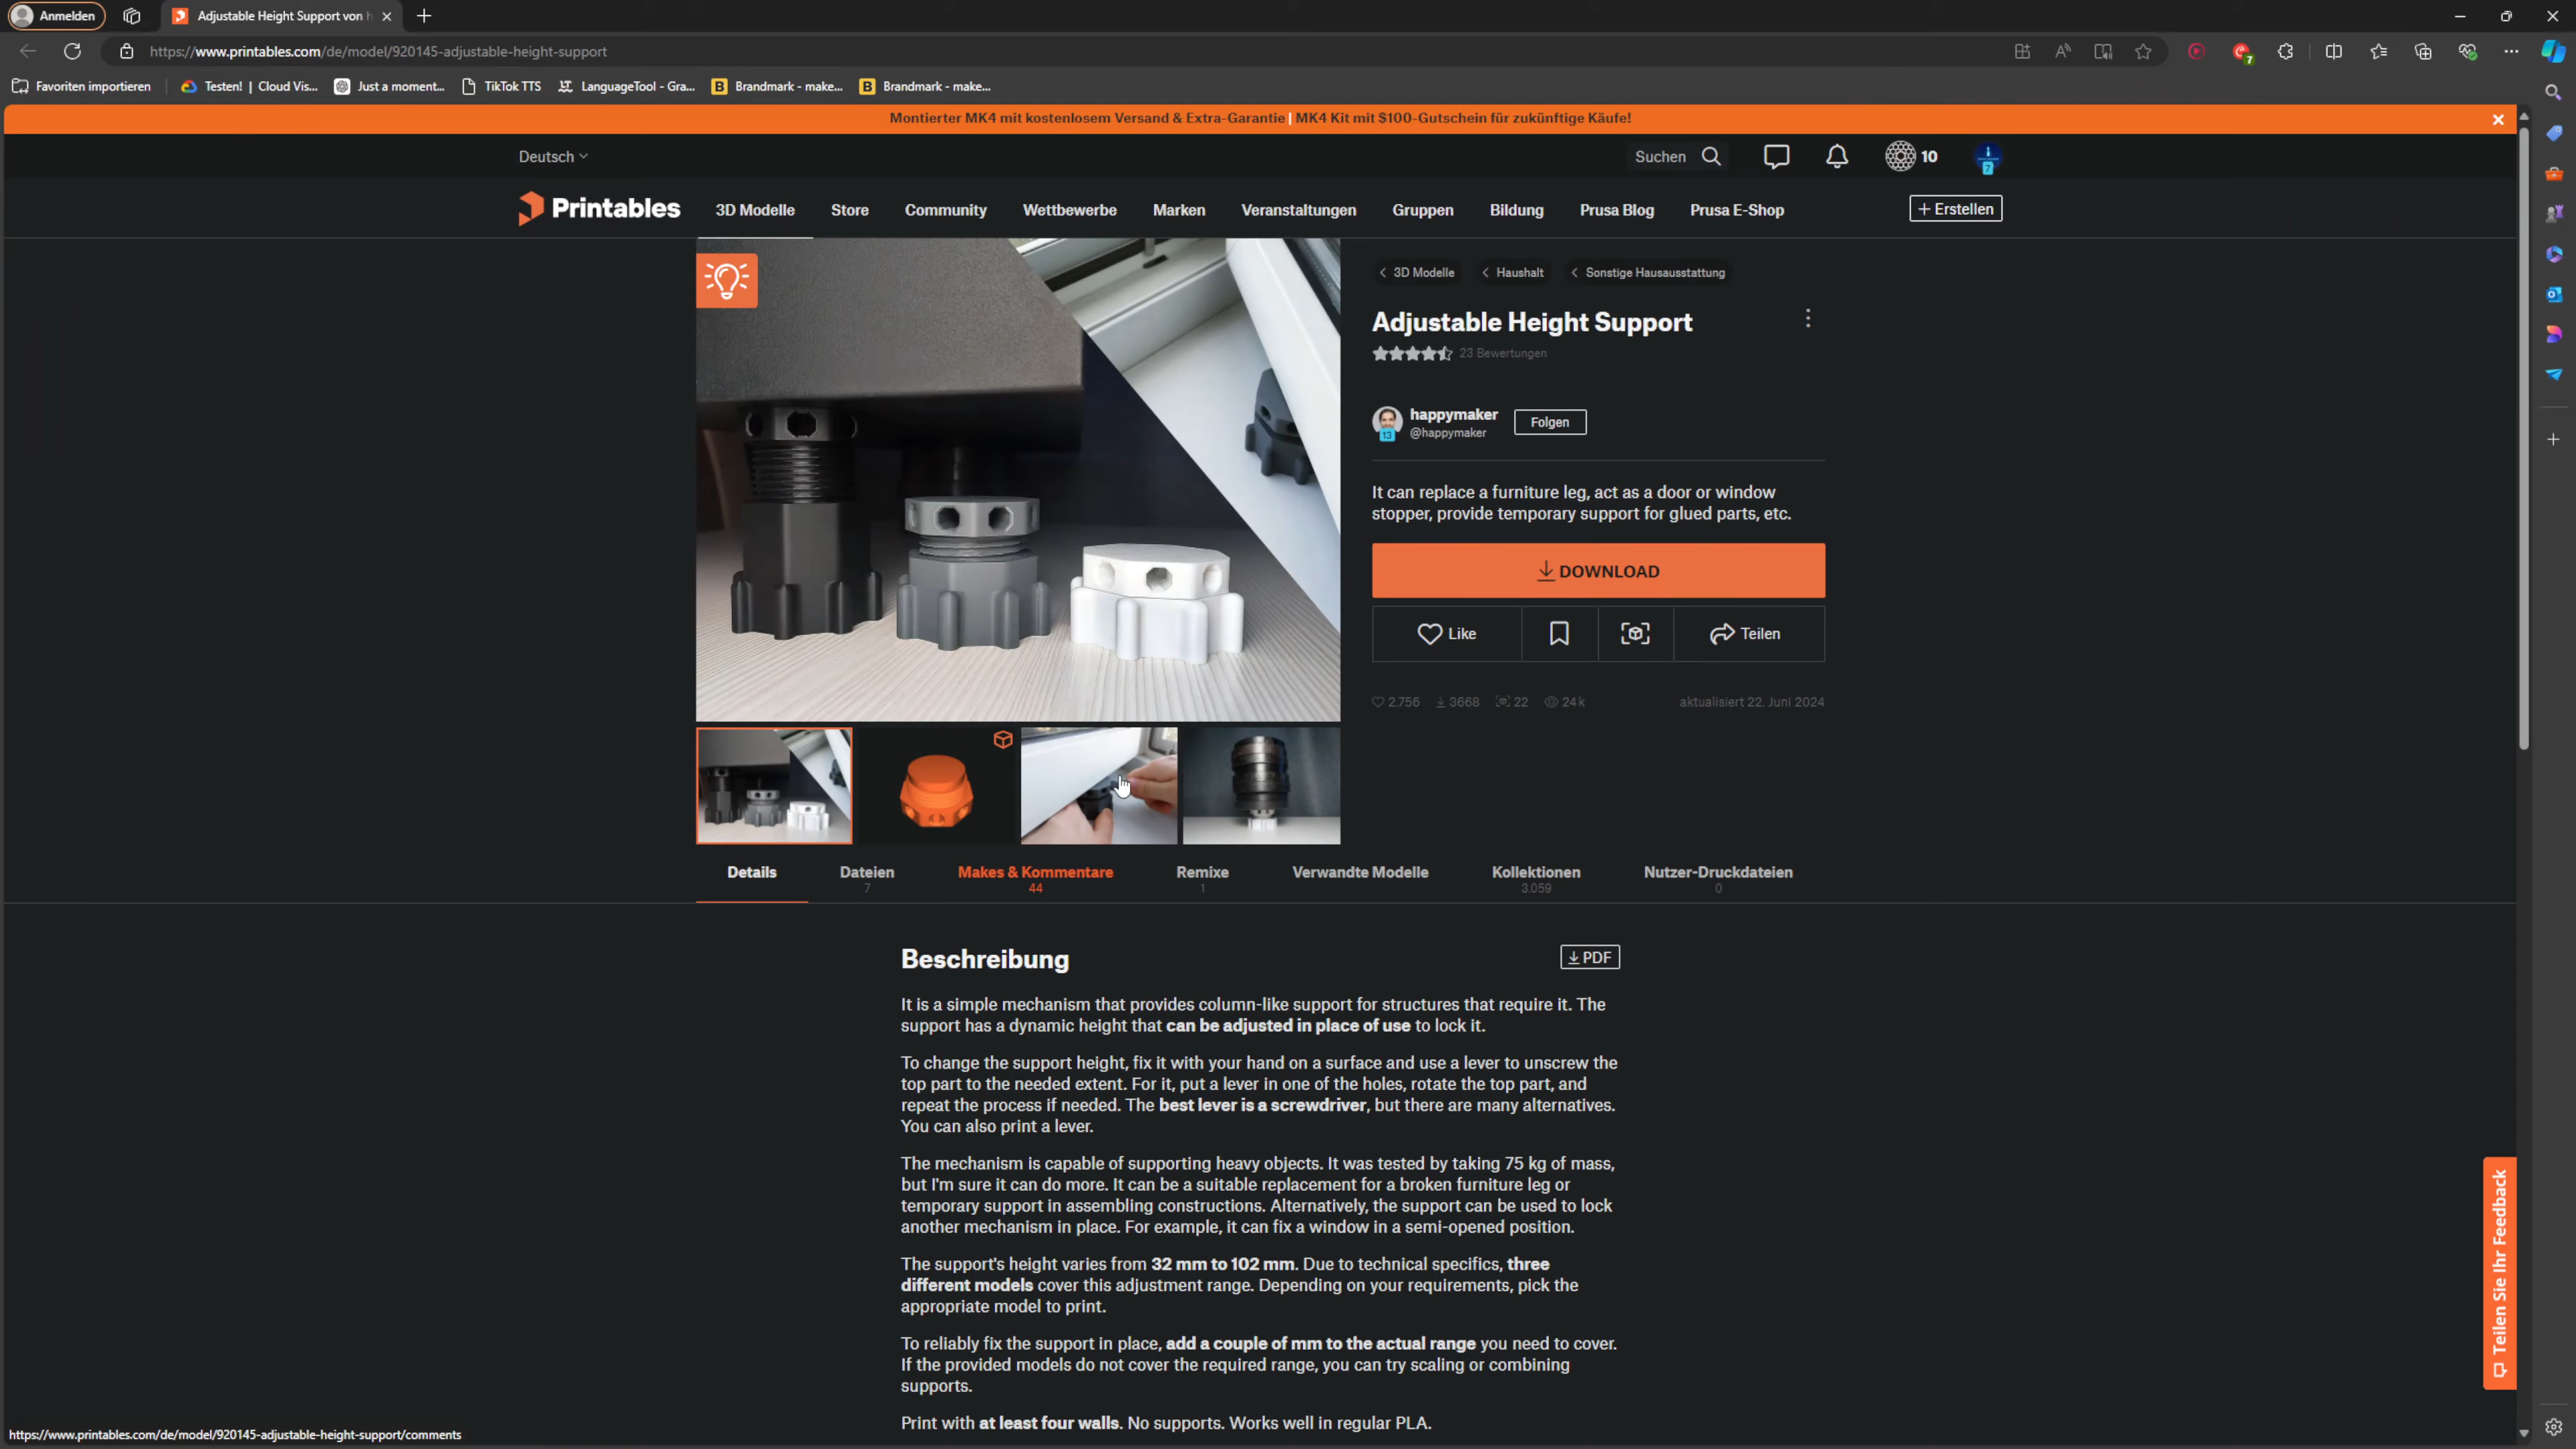 Anmelden
Adjustable Height Support von h
https://www.printables.com/de/model/920145-adjustable-height-support
7
Favoriten importieren
Testen! | Cloud Vis...
Just a moment...
TikTok TTS
LanguageTool - Gra...
Brandmark - make...
Brandmark - make...
Montierter MK4 mit kostenlosem Versand & Extra-Garantie | MK4 Kit mit $100-Gutschein für zukünftige Käufe!
Deutsch
Suchen
10
7
Printables
3D Modelle
Store
Community
Wettbewerbe
Marken
Veranstaltungen
Gruppen
Bildung
Prusa Blog
Prusa E-Shop
+ Erstellen
3D Modelle
Haushalt
Sonstige Hausausstattung
Adjustable Height Support
23 Bewertungen
happymaker
@happymaker
13
Folgen
It can replace a furniture leg, act as a door or window
stopper, provide temporary support for glued parts, etc.
DOWNLOAD
Like
Teilen
2.756
3668
22
24k
aktualisiert 22. Juni 2024
Details
Dateien
7
Makes & Kommentare
44
Remixe
1
Verwandte Modelle
Kollektionen
3.059
Nutzer-Druckdateien
0
Beschreibung
PDF
It is a simple mechanism that provides column-like support for structures that require it. The
support has a dynamic height that can be adjusted in place of use to lock it.
To change the support height, fix it with your hand on a surface and use a lever to unscrew the
top part to the needed extent. For it, put a lever in one of the holes, rotate the top part, and
repeat the process if needed. The best lever is a screwdriver, but there are many alternatives.
You can also print a lever.
The mechanism is capable of supporting heavy objects. It was tested by taking 75 kg of mass,
but I'm sure it can do more. It can be a suitable replacement for a broken furniture leg or
temporary support in assembling constructions. Alternatively, the support can be used to lock
another mechanism in place. For example, it can fix a window in a semi-opened position.
The support's height varies from 32 mm to 102 mm. Due to technical specifics, three
different models cover this adjustment range. Depending on your requirements, pick the
appropriate model to print.
To reliably fix the support in place, add a couple of mm to the actual range you need to cover.
If the provided models do not cover the required range, you can try scaling or combining
supports.
Print with at least four walls. No supports. Works well in regular PLA.
Teilen Sie Ihr Feedback
https://www.printables.com/de/model/920145-adjustable-height-support/comments